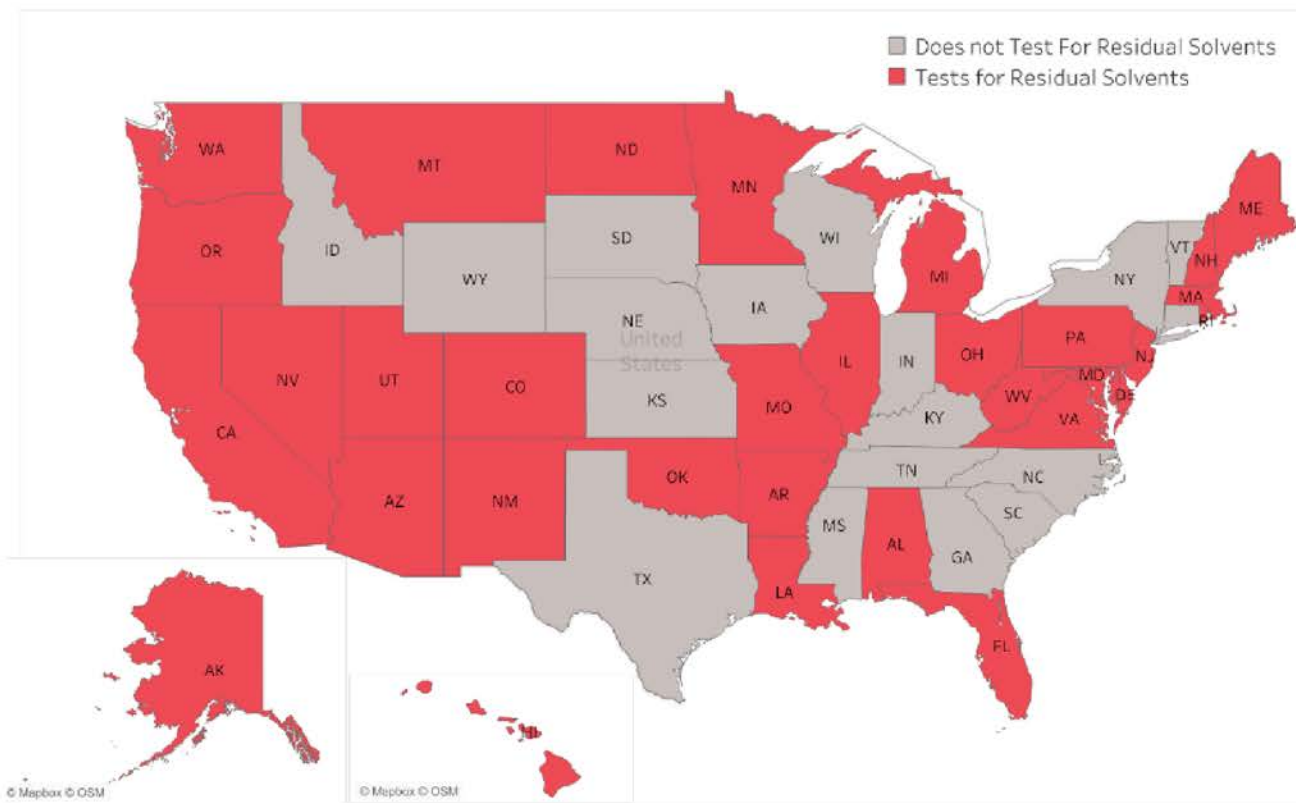 Does not Test For Residual Solvents
Tests for Residual Solvents
WA
MT
ND
MN
ME
OR
ID
SD
WI
VT
NH
WY
MI
NY
MA
IA
RI
NE
United
States
PA
NJ
NV
UT
CO
IL
IN
OH
MD
DE
KS
MO
WV
VA
CA
KY
AZ
NM
OK
AR
TN
NC
SC
MS
AL
GA
TX
LA
FL
AK
HI
© Mapbox © OSM
© Mapbox © OSM